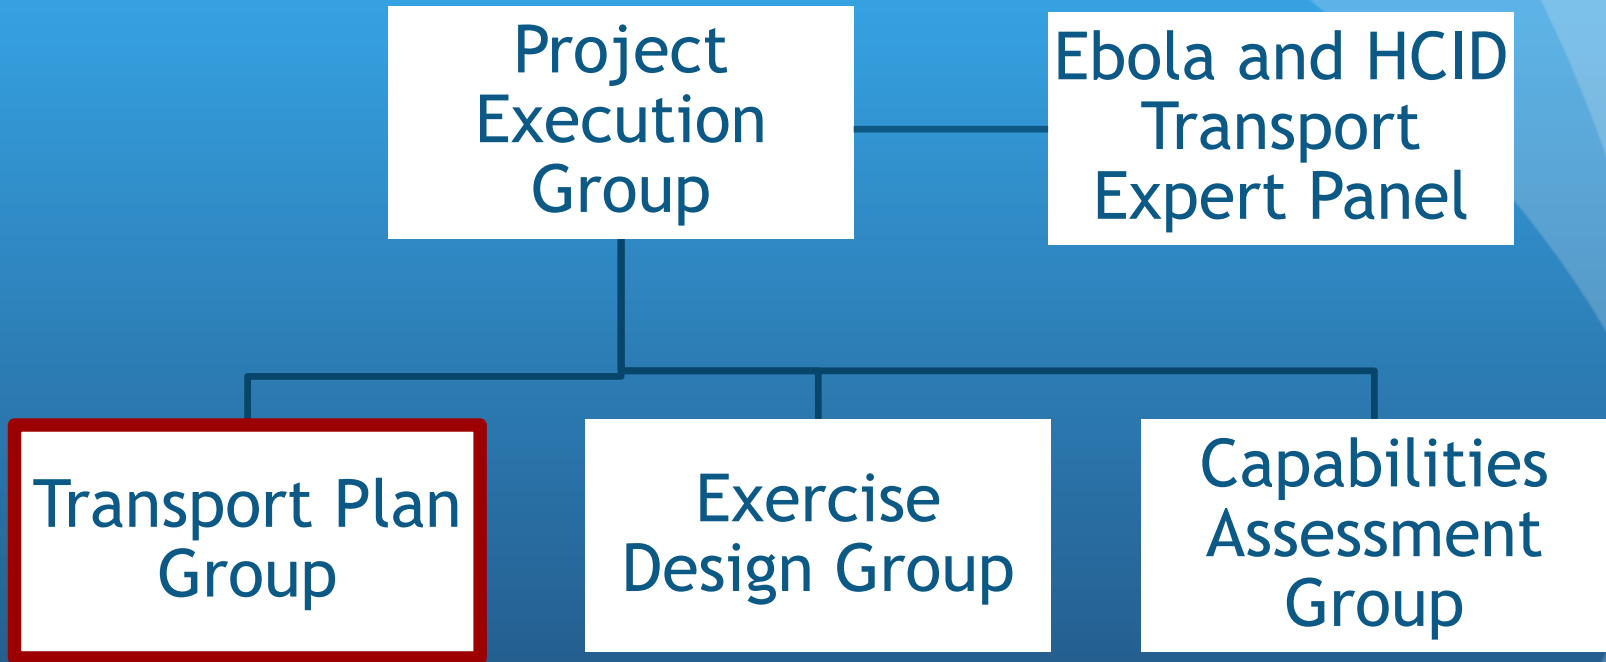 Project
Execution
Group
Ebola and HCID
Transport
Expert Panel
Transport Plan
Group
Exercise
Design Group
Capabilities
Assessment
Group